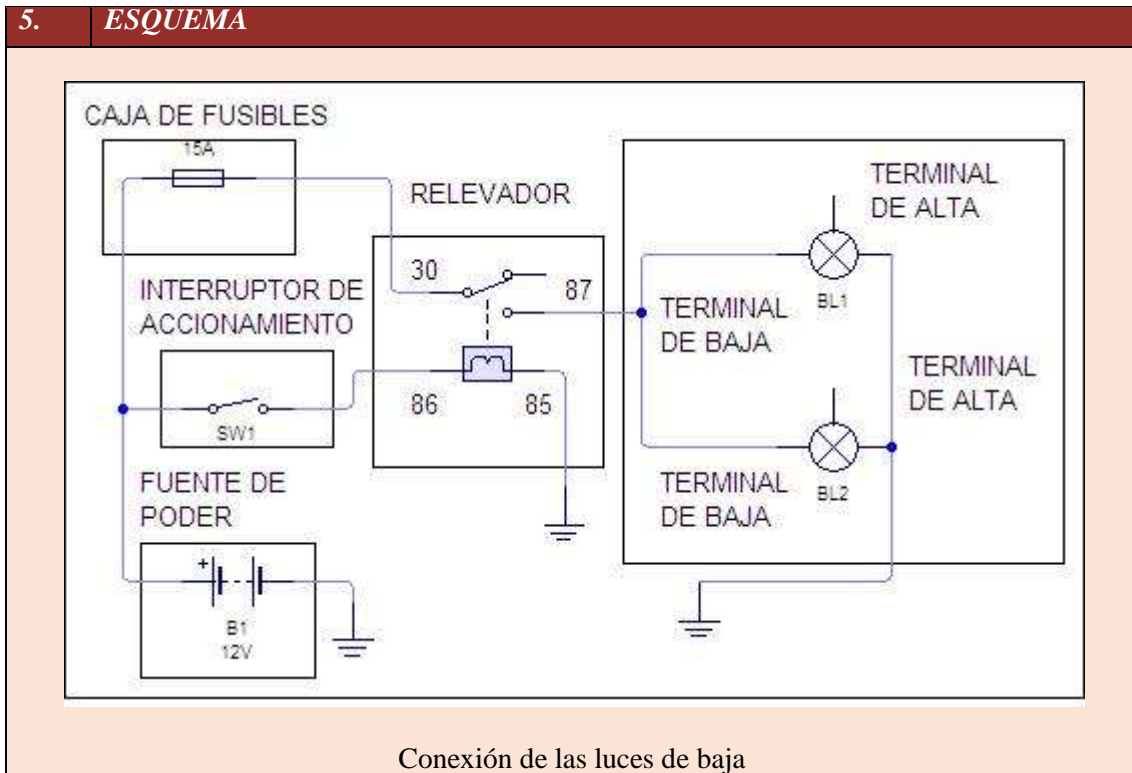 5. ESQUEMA
CAJA DE FUSIBLES
15A
RELEVADOR
30
87
86
85
INTERRUPTOR DE
ACCIONAMIENTO
SW1
FUENTE DE
PODER
+
B1
12V
TERMINAL
DE ALTA
BL1
TERMINAL
DE BAJA
TERMINAL
DE ALTA
TERMINAL
DE BAJA
BL2
Conexión de las luces de baja